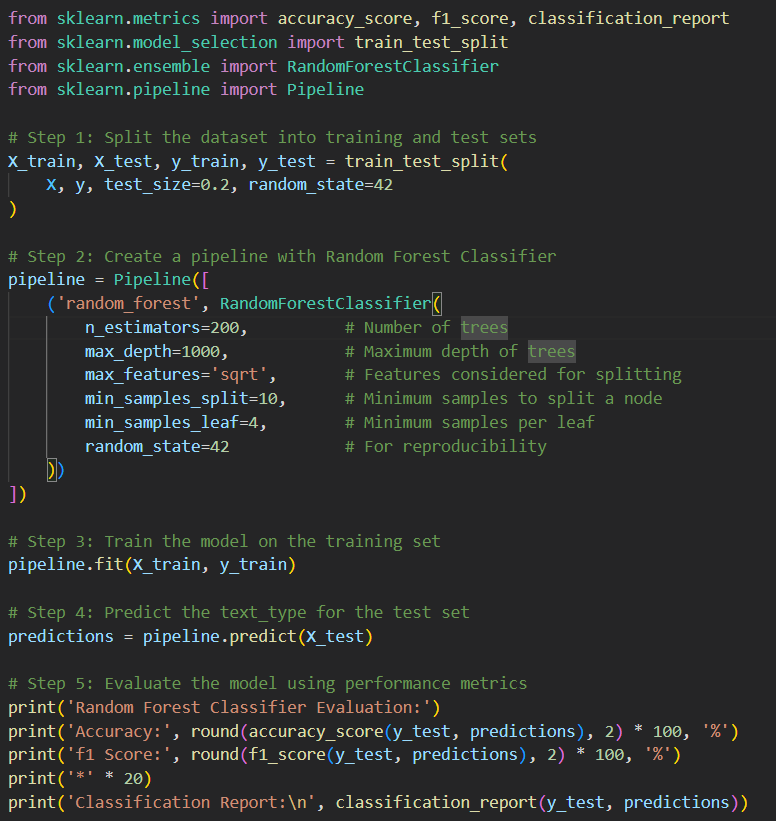 from sklearn.metrics import accuracy_score, f1_score, classification_report
from sklearn.model_selection import train_test_split
from sklearn.ensemble import RandomForestClassifier
from sklearn.pipeline import Pipeline

# Step 1: Split the dataset into training and test sets
X_train, X_test, y_train, y_test = train_test_split(
    X, y, test_size=0.2, random_state=42
)

# Step 2: Create a pipeline with Random Forest Classifier
pipeline = Pipeline([
    ('random_forest', RandomForestClassifier(
        n_estimators=200,          # Number of trees
        max_depth=1000,            # Maximum depth of trees
        max_features='sqrt',       # Features considered for splitting
        min_samples_split=10,      # Minimum samples to split a node
        min_samples_leaf=4,        # Minimum samples per leaf
        random_state=42            # For reproducibility
    ))
])

# Step 3: Train the model on the training set
pipeline.fit(X_train, y_train)

# Step 4: Predict the text_type for the test set
predictions = pipeline.predict(X_test)

# Step 5: Evaluate the model using performance metrics
print('Random Forest Classifier Evaluation:')
print('Accuracy:', round(accuracy_score(y_test, predictions), 2) * 100, '%')
print('f1 Score:', round(f1_score(y_test, predictions), 2) * 100, '%')
print('*' * 20)
print('Classification Report:\n', classification_report(y_test, predictions))